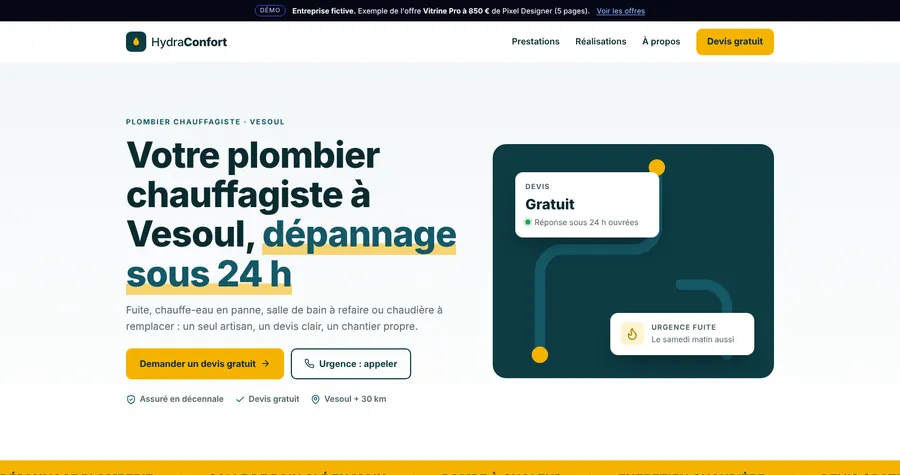 DÉMO Entreprise fictive. Exemple de l'offre Vitrine Pro à 850 € de Pixel Designer (5 pages). Voir les offres
HydraConfort
Prestations Réalisations À propos Devis gratuit
PLOMBIER CHAUFFAGISTE · VESOUL
Votre plombier
chauffagiste à
Vesoul, dépannage
sous 24 h
Fuite, chauffe-eau en panne, salle de bain à refaire ou chaudière à
remplacer : un seul artisan, un devis clair, un chantier propre.
Demander un devis gratuit →
Urgence : appeler
Assuré en décennale Devis gratuit Vesoul + 30 km
DEVIS
Gratuit
Réponse sous 24 h ouvrées
URGENCE FUITE
Le samedi matin aussi